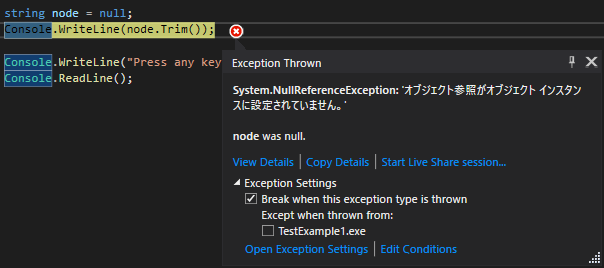 string node = null;
Console.WriteLine(node.Trim());
Console.WriteLine("Press any key
Console.ReadLine();
Exception Thrown
System.NullReferenceException: 'オブジェクト参照がオブジェクト インスタン
スに設定されていません。'
node was null.
View Details | Copy Details | Start Live Share session...
Exception Settings
Break when this exception type is thrown
Except when thrown from:
TestExample1.exe
Open Exception Settings | Edit Conditions